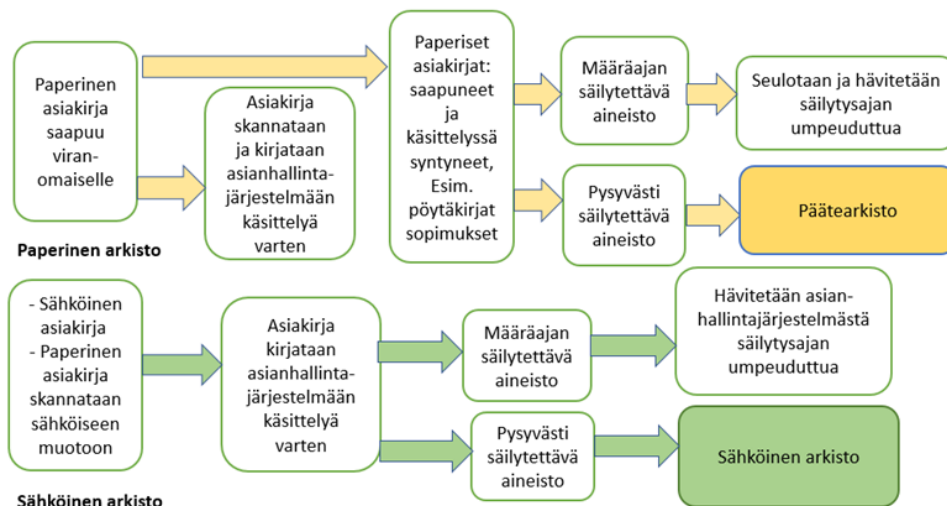 Paperinen
asiakirja
saapuu
viran-
omaiselle
Asiakirja
skannataan
ja kirjataan
asianhallinta-
järjestelmään
käsittelyä
varten
Paperiset
asiakirjat:
saapuneet
ja
käsittelyssä
syntyneet,
Esim.
pöytäkirjat
sopimukset
Määräajan
säilytettävä
aineisto
Seulotaan ja hävitetään
säilytysajan
umpeuduttua
Pysyvästi
säilytettävä
aineisto
Päätearkisto
Paperinen arkisto
- Sähköinen
asiakirja
- Paperinen
asiakirja
skannataan
sähköiseen
muotoon
Asiakirja
kirjataan
asianhallinta-
järjestelmään
käsittelyä
varten
Määräajan
säilytettävä
aineisto
Hävitetään asian-
hallintajärjestelmästä
säilytysajan
umpeuduttua
Pysyvästi
säilytettävä
aineisto
Sähköinen arkisto
Sähköinen arkisto